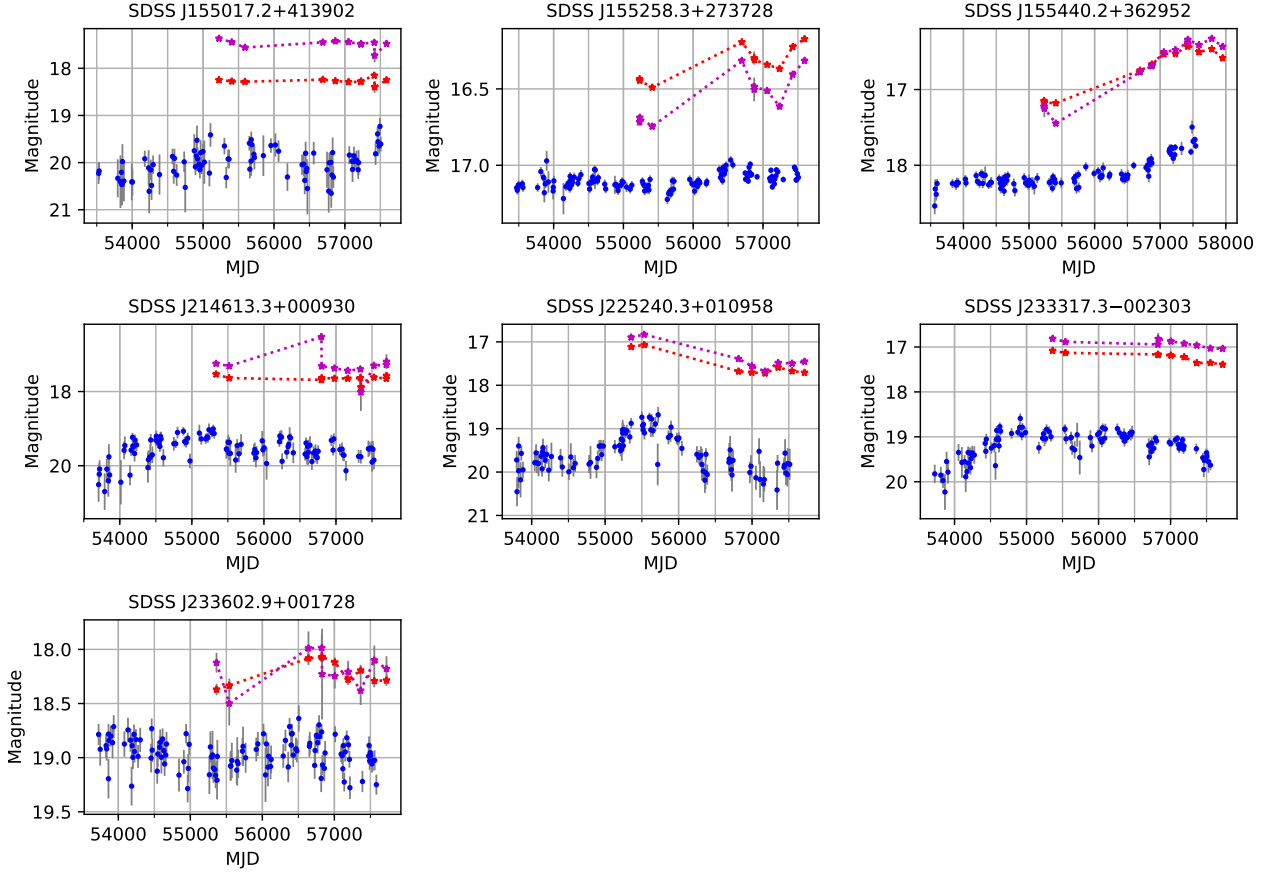 SDSS J155017.2+413902
Magnitude
18
19
20
21
54000 55000 56000 57000
MJD
SDSS J155258.3+273728
Magnitude
16.5
17.0
54000 55000 56000 57000
MJD
SDSS J155440.2+362952
Magnitude
17
18
54000 55000 56000 57000 58000
MJD
SDSS J214613.3+000930
Magnitude
18
20
54000 55000 56000 57000
MJD
SDSS J225240.3+010958
Magnitude
17
18
19
20
21
54000 55000 56000 57000
MJD
SDSS J233317.3−002303
Magnitude
17
18
19
20
54000 55000 56000 57000
MJD
SDSS J233602.9+001728
Magnitude
18.0
18.5
19.0
19.5
54000 55000 56000 57000
MJD